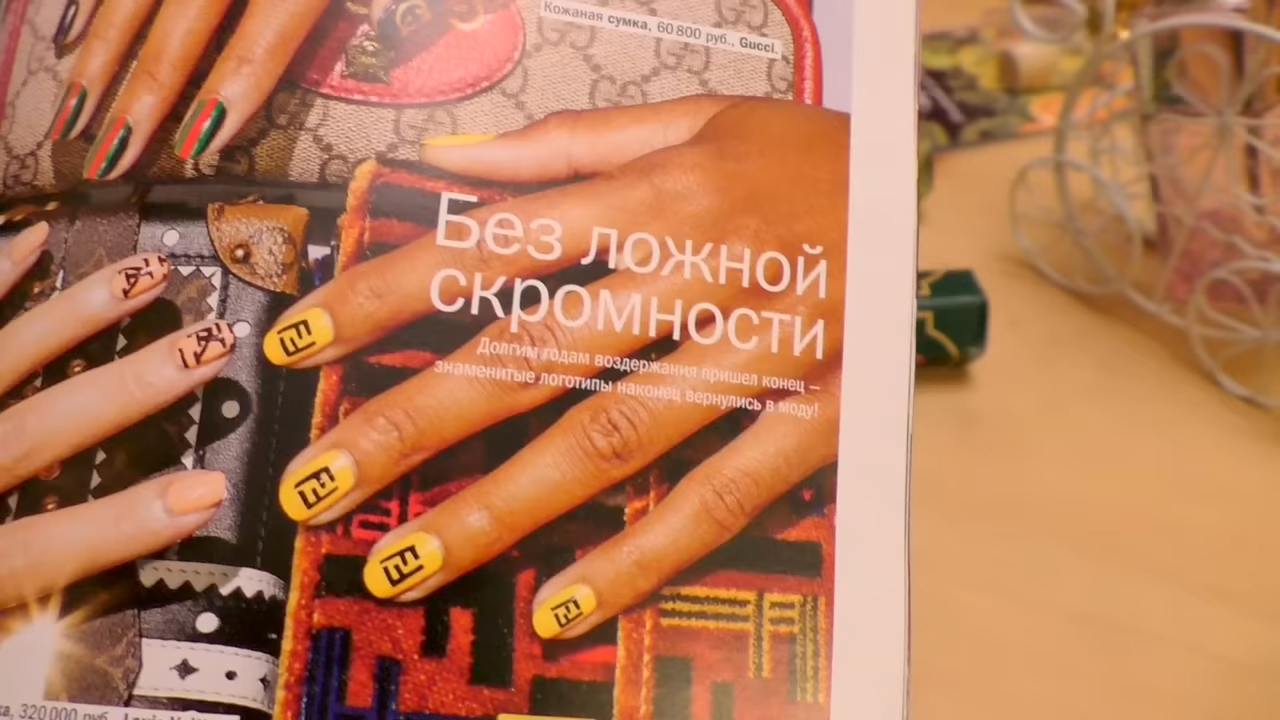 Кожаная сумка, 60 800 руб., Gucci.
Без ложной
скромности
Долгим годам воздержания пришел конец –
знаменитые логотипы наконец вернулись в моду!
320 000 руб.